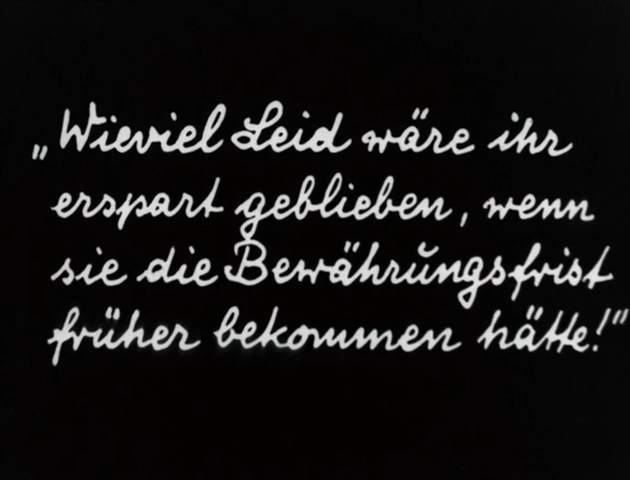 „Wieviel Leid wäre ihr
erspart geblieben, wenn
sie die Bewährungsfrist
früher bekommen hätte!"